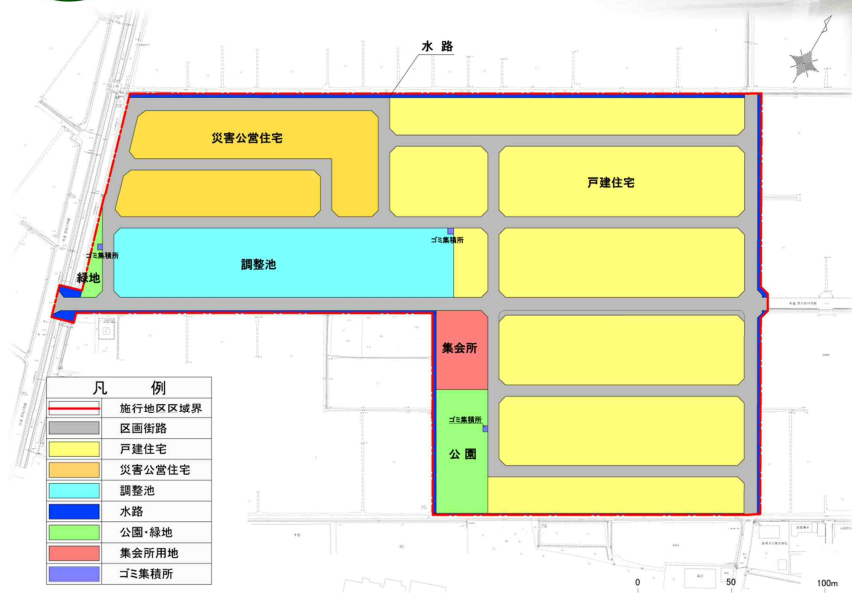 水 路
災害公営住宅
戸建住宅
ゴミ集積所
ゴミ集積所
調整池
緑地
集会所
ゴミ集積所
公 園
凡 例
施行地区区域界
区画街路
戸建住宅
災害公営住宅
調整池
水路
公園・緑地
集会所用地
ゴミ集積所
0 50 100m